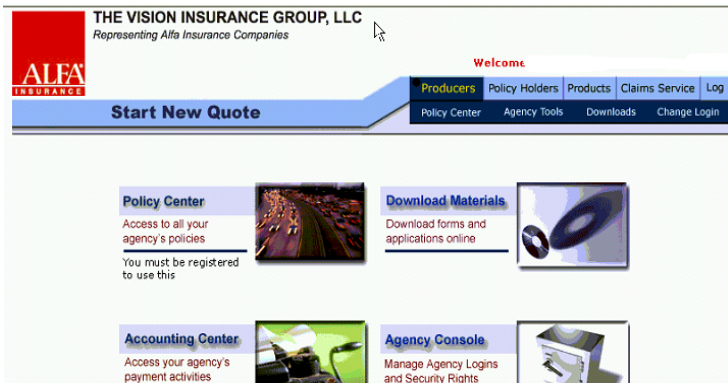 THE VISION INSURANCE GROUP, LLC
Representing Alfa Insurance Companies
ALFA
INSURANCE
Welcome
Producers Policy Holders Products Claims Service Log
Start New Quote
Policy Center Agency Tools Downloads Change Login
Policy Center
Access to all your
agency's policies
You must be registered
to use this
Download Materials
Download forms and
applications online
Accounting Center
Access your agency's
payment activities
Agency Console
Manage Agency Logins
and Security Rights